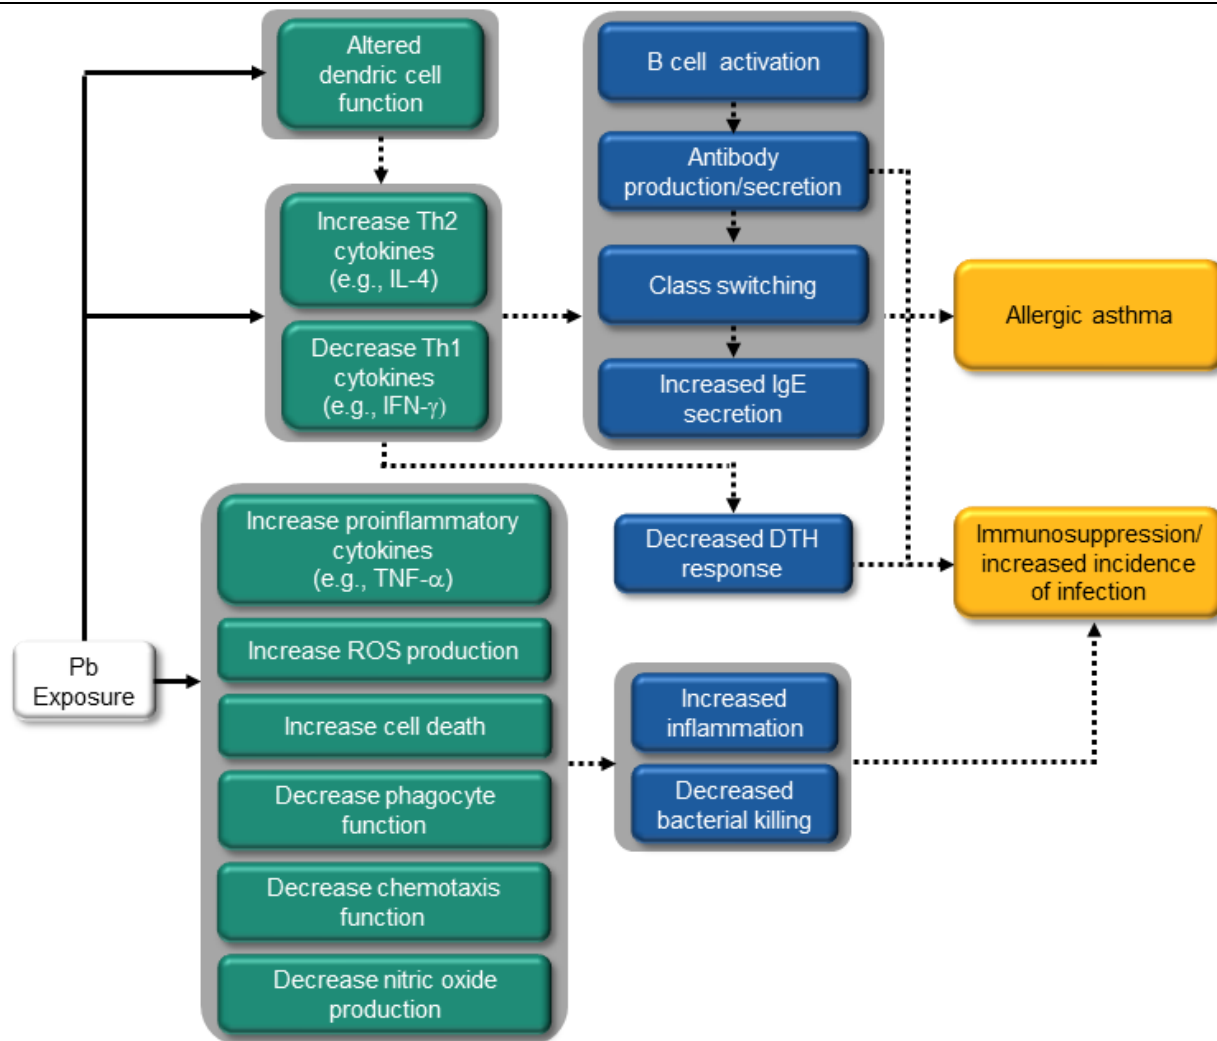 Altered
dendric cell
function
Increase Th2
cytokines
(e.g., IL-4)
Decrease Th1
cytokines
(e.g., IFN-γ)
B cell activation
Antibody
production/secretion
Class switching
Increased IgE
secretion
Allergic asthma
Increase proinflammatory
cytokines
(e.g., TNF-α)
Increase ROS production
Increase cell death
Decrease phagocyte
function
Decrease chemotaxis
function
Decrease nitric oxide
production
Pb
Exposure
Decreased DTH
response
Immunosuppression/
increased incidence
of infection
Increased
inflammation
Decreased
bacterial killing